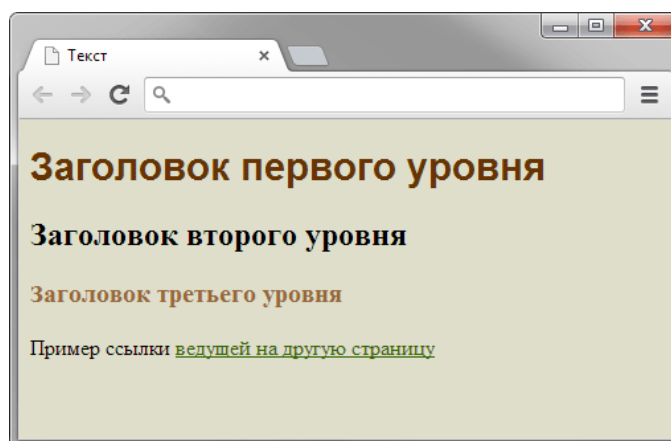 Текст
Заголовок первого уровня
Заголовок второго уровня
Заголовок третьего уровня
Пример ссылки ведущей на другую страницу